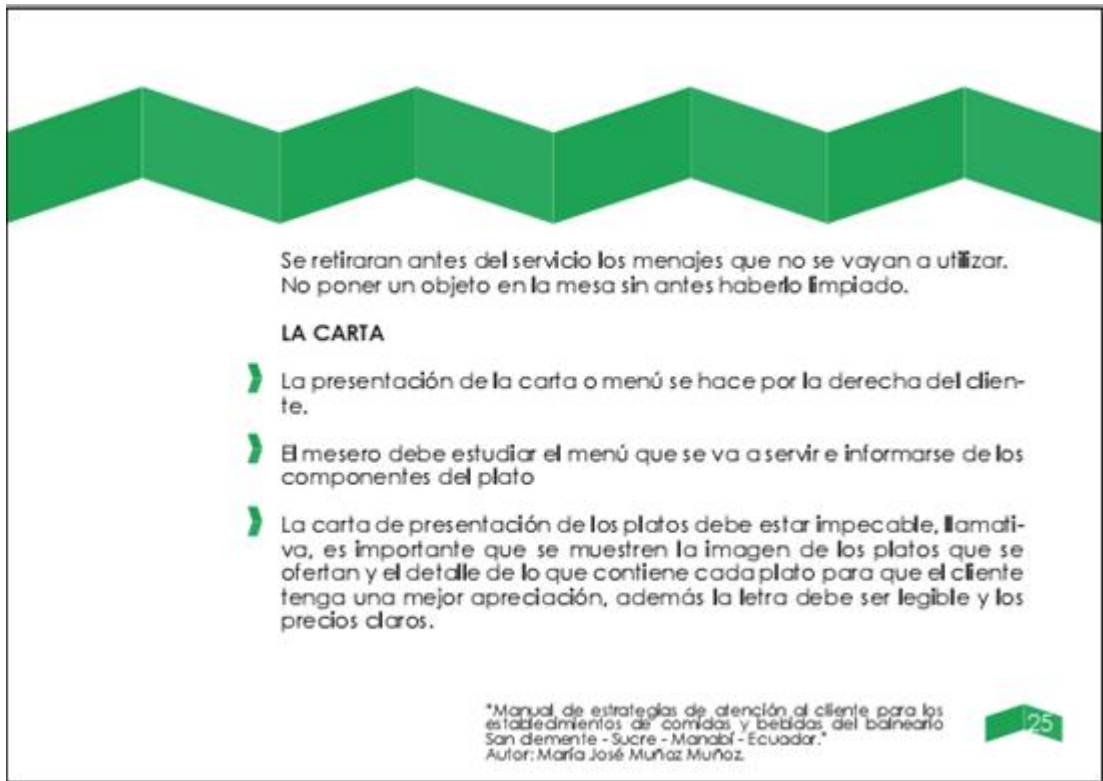 Se retiraran antes del servicio los menajes que no se vayan a utilizar.
No poner un objeto en la mesa sin antes haberlo limpiado.
LA CARTA
La presentación de la carta o menú se hace por la derecha del clien-
te.
El mesero debe estudiar el menú que se va a servir e informarse de los
componentes del plato
La carta de presentación de los platos debe estar impecable, llamati-
va, es importante que se muestren la imagen de los platos que se
ofertan y el detalle de lo que contiene cada plato para que el cliente
tenga una mejor apreciación, además la letra debe ser legible y los
precios claros.
"Manual de estrategias de atención al cliente para los
establecimientos de comidas y bebidas del balneario
San clemente - Sucre - Manabí - Ecuador."
Autor: María José Muñoz Muñoz.
25